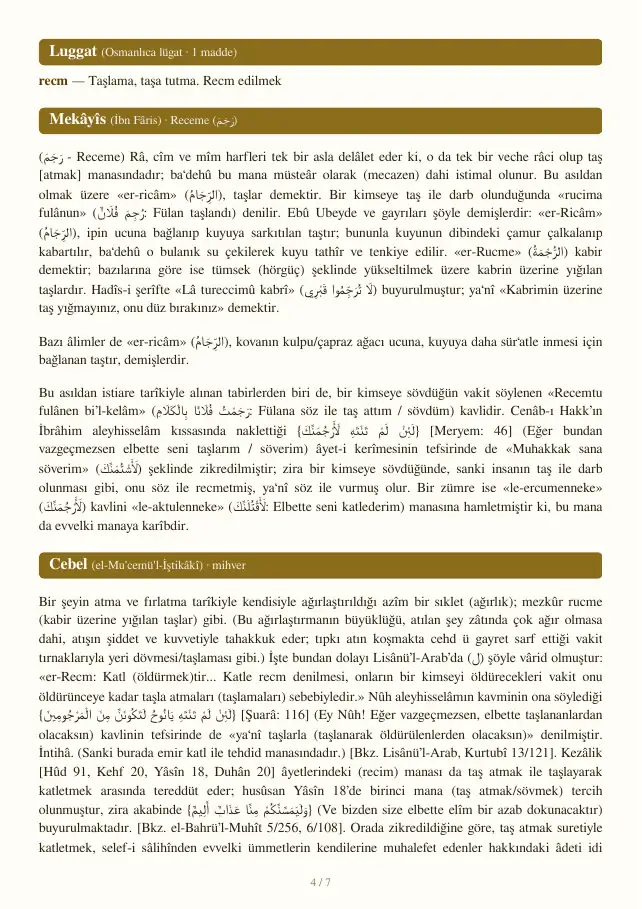 Luggat (Osmanlıca lügat · 1 madde)
recm — Taşlama, taşa tutma. Recm edilmek
Mekâyîs (İbn Fâris) · Receme (رَجَمَ)
(رَجَمَ - Receme) Râ, cîm ve mîm harfleri tek bir asla delâlet eder ki, o da tek bir veche râci olup taş
[atmak] manasındadır; ba‘dehû bu mana müsteâr olarak (mecazen) dahi istimal olunur. Bu asıldan
olmak üzere «er-ricâm» (الرِّجَامُ), taşlar demektir. Bir kimseye taş ile darb olunduğunda «rucima
fulânun» (رُجِمَ فُلَانٌ: Fülan taşlandı) denilir. Ebû Ubeyde ve gayrıları şöyle demişlerdir: «er-Ricâm»
(الرِّجَامُ), ipin ucuna bağlanıp kuyuya sarkıtılan taştır; bununla kuyunun dibindeki çamur çalkalanıp
kabartılır, ba‘dehû o bulanık su çekilerek kuyu tathîr ve tenkiye edilir. «er-Rucme» (الرُّجْمَةُ) kabir
demektir; bazılarına göre ise tümsek (hörgüç) şeklinde yükseltilmek üzere kabrin üzerine yığılan
taşlardır. Hadîs-i şerîfte «Lâ tureccimû kabrî» (لَا تُرَجِّمُوا قَبْرِي) buyurulmuştur; ya‘nî «Kabrimin üzerine
taş yığmayınız, onu düz bırakınız» demektir.
Bazı âlimler de «er-ricâm» (الرِّجَامُ), kovanın kulpu/çapraz ağacı ucuna, kuyuya daha sür‘atle inmesi için
bağlanan taştır, demişlerdir.
Bu asıldan istiare tarîkiyle alınan tabirlerden biri de, bir kimseye sövdüğün vakit söylenen «Recemtu
fulânen bi’l-kelâm» (رَجَمْتُ فُلَانًا بِالْكَلَامِ: Fülana söz ile taş attım / sövdüm) kavlidir. Cenâb-ı Hakk’ın
İbrâhim aleyhisselâm kıssasında naklettiği {لَئِنْ لَمْ تَنْتَهِ لَأَرْجُمَنَّكَ} [Meryem: 46] (Eğer bundan
vazgeçmezsen elbette seni taşlarım / söverim) âyet-i kerîmesinin tefsirinde de «Muhakkak sana
söverim» (لَأَشْتُمَنَّكَ) şeklinde zikredilmiştir; zira bir kimseye sövdüğünde, sanki insanın taş ile darb
olunması gibi, onu söz ile recmetmiş, ya‘nî söz ile vurmuş olur. Bir zümre ise «le-ercumenneke»
(لَأَرْجُمَنَّكَ) kavlini «le-aktulenneke» (لَأَقْتُلَنَّكَ: Elbette seni katlederim) manasına hamletmiştir ki, bu mana
da evvelki manaya karîbdir.
Cebel (el-Mu'cemü'l-İştikâkî) · mihver
Bir şeyin atma ve fırlatma tarîkiyle kendisiyle ağırlaştırıldığı azîm bir sıklet (ağırlık); mezkûr rucme
(kabir üzerine yığılan taşlar) gibi. (Bu ağırlaştırmanın büyüklüğü, atılan şey zâtında çok ağır olmasa
dahi, atışın şiddet ve kuvvetiyle tahakkuk eder; tıpkı atın koşmakta cehd ü gayret sarf ettiği vakit
tırnaklarıyla yeri dövmesi/taşlaması gibi.) İşte bundan dolayı Lisânü’l-Arab’da (ل) şöyle vârid olmuştur:
«er-Recm: Katl (öldürmek)tir... Katle recm denilmesi, onların bir kimseyi öldürecekleri vakit onu
öldürünceye kadar taşla atmaları (taşlamaları) sebebiyledir.» Nûh aleyhisselâmın kavminin ona söylediği
{لَئِنْ لَمْ تَنْتَهِ يَانُوحُ لَتَكُونَنَّ مِنَ الْمَرْجُومِينَ} [Şuarâ: 116] (Ey Nûh! Eğer vazgeçmezsen, elbette taşlananlardan
olacaksın) kavlinin tefsirinde de «ya‘nî taşlarla (taşlanarak öldürülenlerden olacaksın)» denilmiştir.
İntihâ. (Sanki burada emir katl ile tehdid manasındadır.) [Bkz. Lisânü’l-Arab, Kurtubî 13/121]. Kezâlik
[Hûd 91, Kehf 20, Yâsîn 18, Duhân 20] âyetlerindeki (recim) manası da taş atmak ile taşlayarak
katletmek arasında tereddüt eder; husûsan Yâsîn 18’de birinci mana (taş atmak/sövmek) tercih
olunmuştur, zira akabinde {وَلَيَمَسَّنَّكُمْ مِنَّا عَذَابٌ أَلِيمٌ} (Ve bizden size elbette elîm bir azab dokunacaktır)
buyurulmaktadır. [Bkz. el-Bahrü’l-Muhît 5/256, 6/108]. Orada zikredildiğine göre, taş atmak suretiyle
katletmek, selef-i sâlihînden evvelki ümmetlerin kendilerine muhalefet edenler hakkındaki âdeti idi
4 / 7